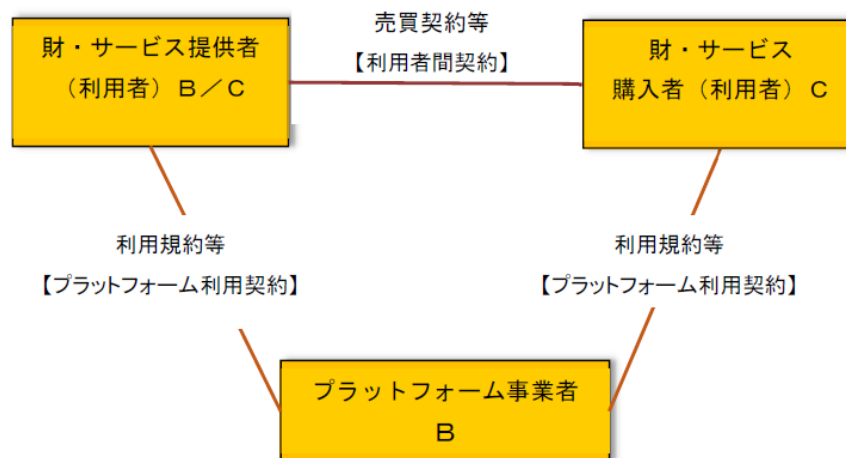 財・サービス提供者
（利用者）Ｂ／Ｃ
売買契約等
【利用者間契約】
財・サービス
購入者（利用者）Ｃ
利用規約等
【プラットフォーム利用契約】
利用規約等
【プラットフォーム利用契約】
プラットフォーム事業者
Ｂ